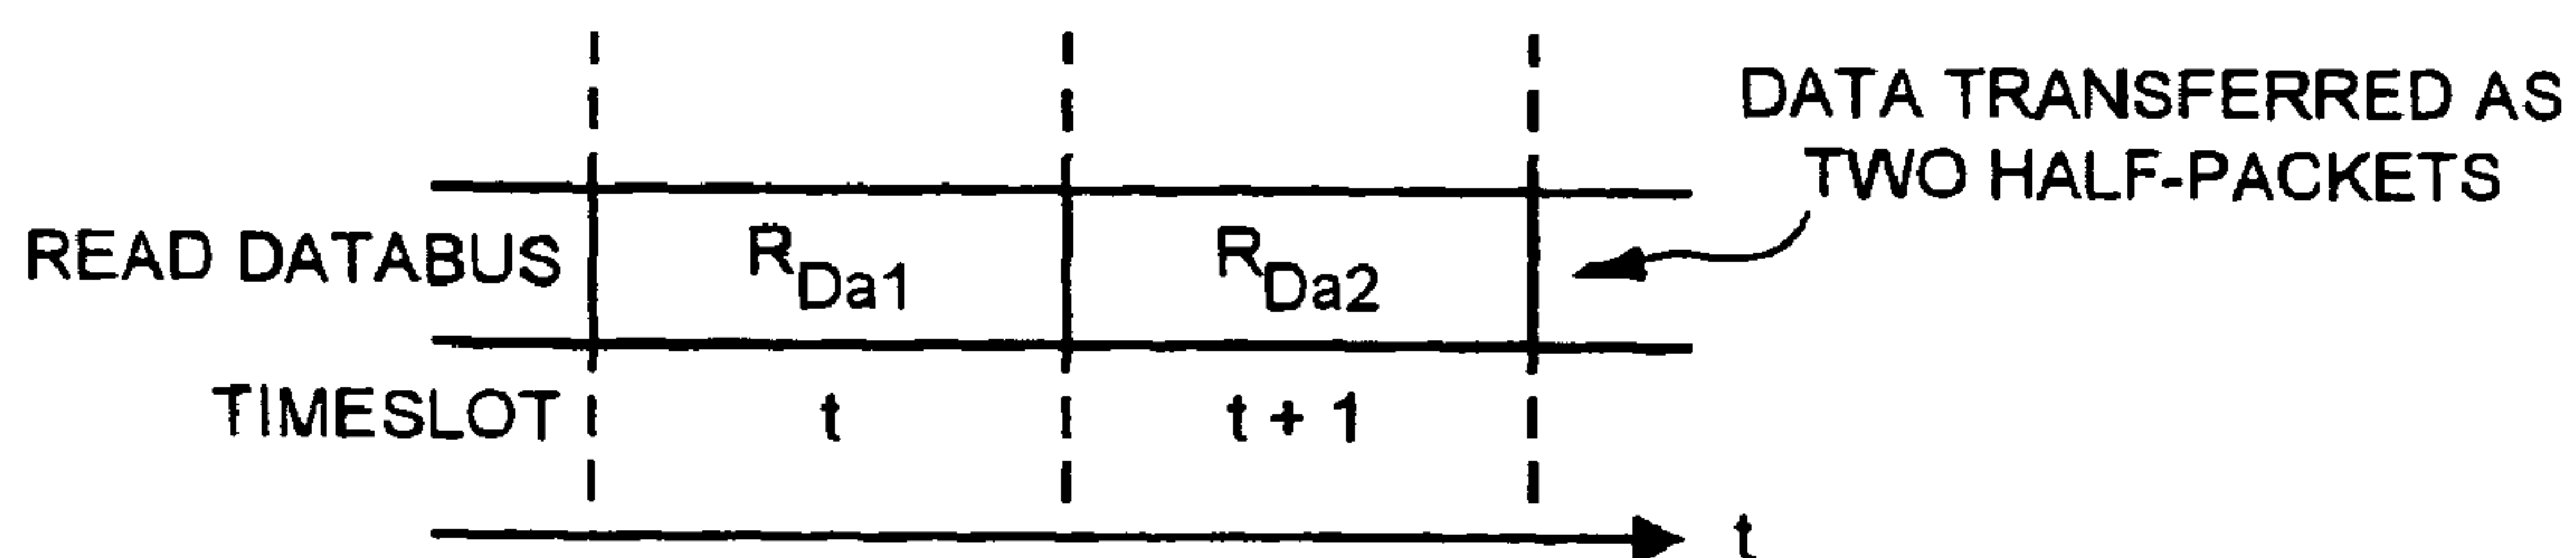 DATA TRANSFERRED AS
TWO HALF-PACKETS
READ DATABUS RDa1 RDa2
TIMESLOT t t + 1
t